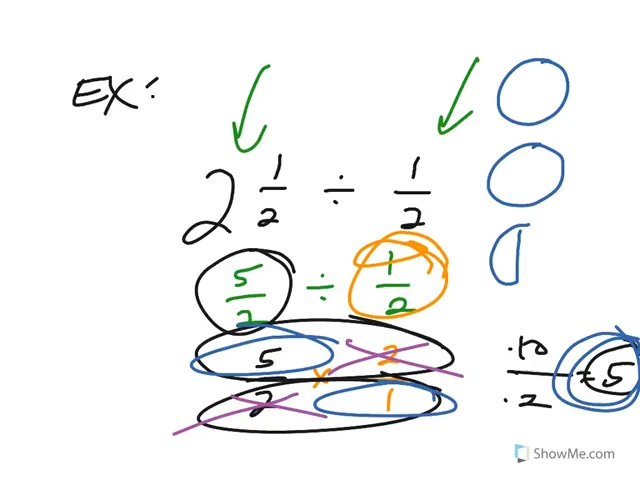 EX:
2 1/2 ÷ 1/2
5/2 ÷ 1/2
5/2 x 2/1
.10/.2 = 5
ShowMe.com